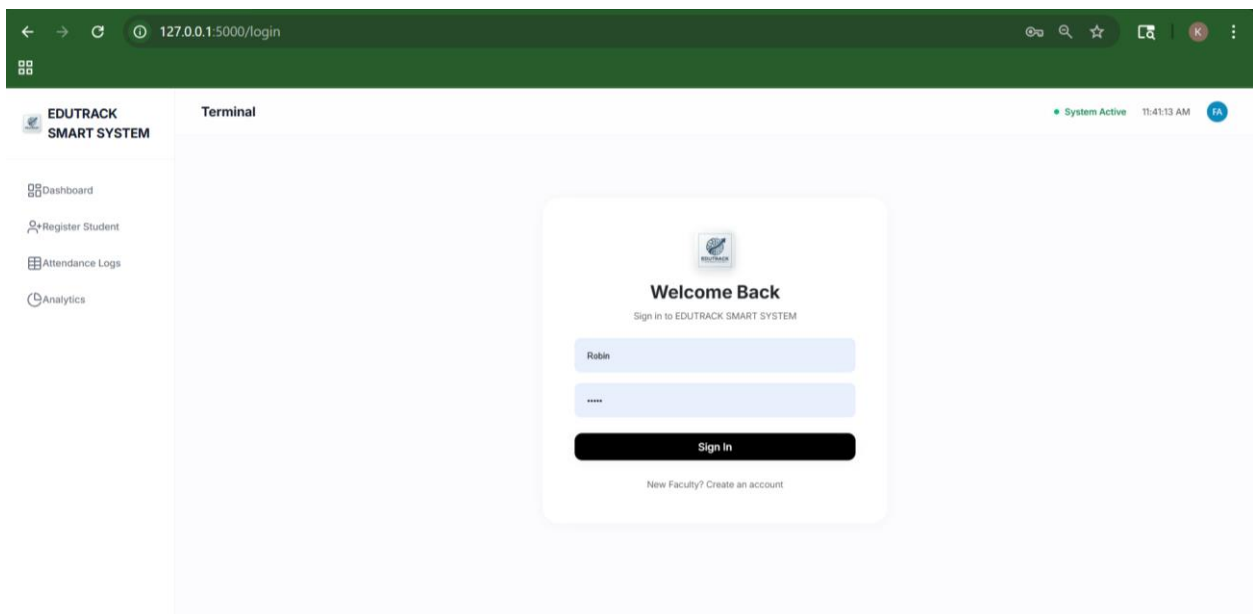 127.0.0.1:5000/login
K
EDUTRACK
SMART SYSTEM
Terminal
System Active 11:41:13 AM FA
Dashboard
Register Student
Attendance Logs
Analytics
EDUTRACK
Welcome Back
Sign in to EDUTRACK SMART SYSTEM
Robin
•••••
Sign In
New Faculty? Create an account